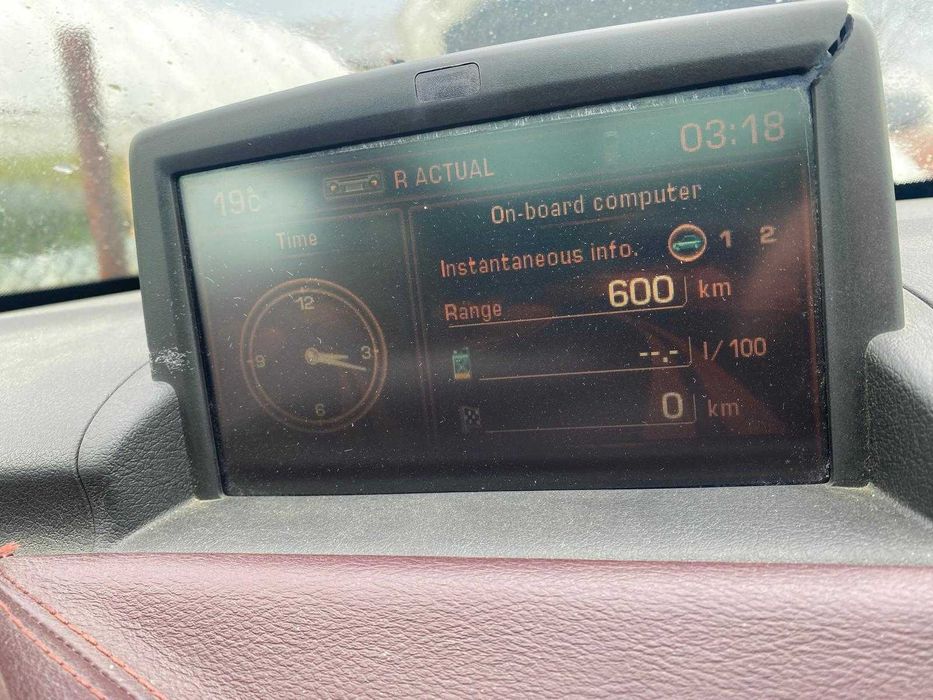 19°c
R ACTUAL
03:18
Time
12
3
6
9
On-board computer
Instantaneous info.
1 2
Range 600 km
--.- l/100
0 km